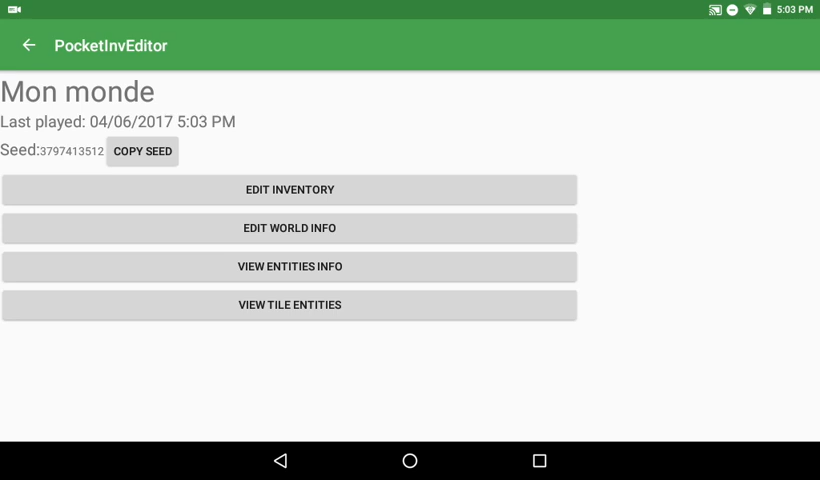 5:03 PM
PocketInvEditor
Mon monde
Last played: 04/06/2017 5:03 PM
Seed:3797413512 COPY SEED
EDIT INVENTORY
EDIT WORLD INFO
VIEW ENTITIES INFO
VIEW TILE ENTITIES